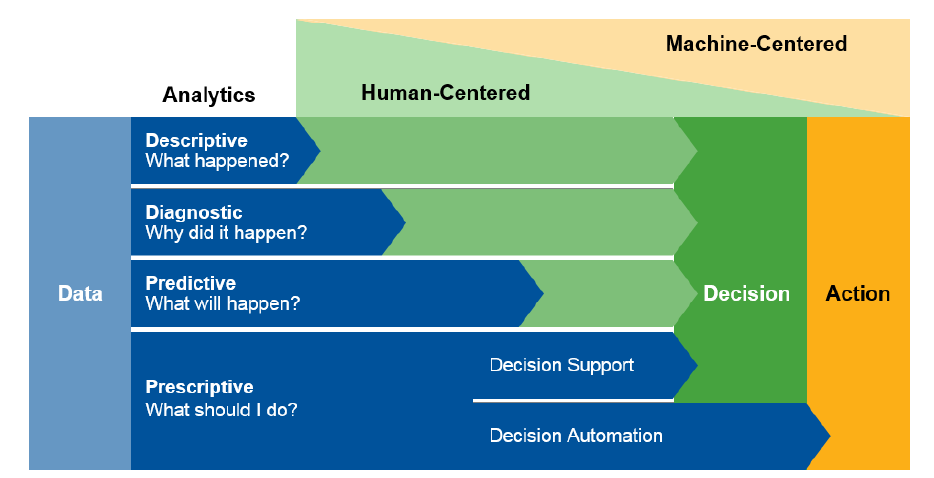 Machine-Centered
Human-Centered
Analytics
Descriptive
What happened?
Diagnostic
Why did it happen?
Predictive
What will happen?
Data
Decision
Action
Decision Support
Prescriptive
What should I do?
Decision Automation